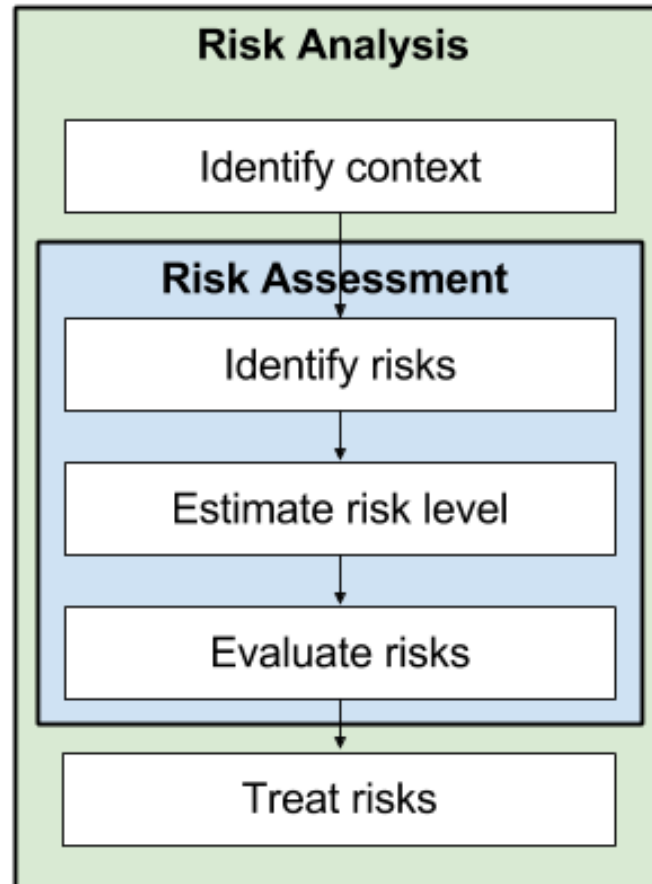 Risk Analysis
Identify context
Risk Assessment
Identify risks
Estimate risk level
Evaluate risks
Treat risks